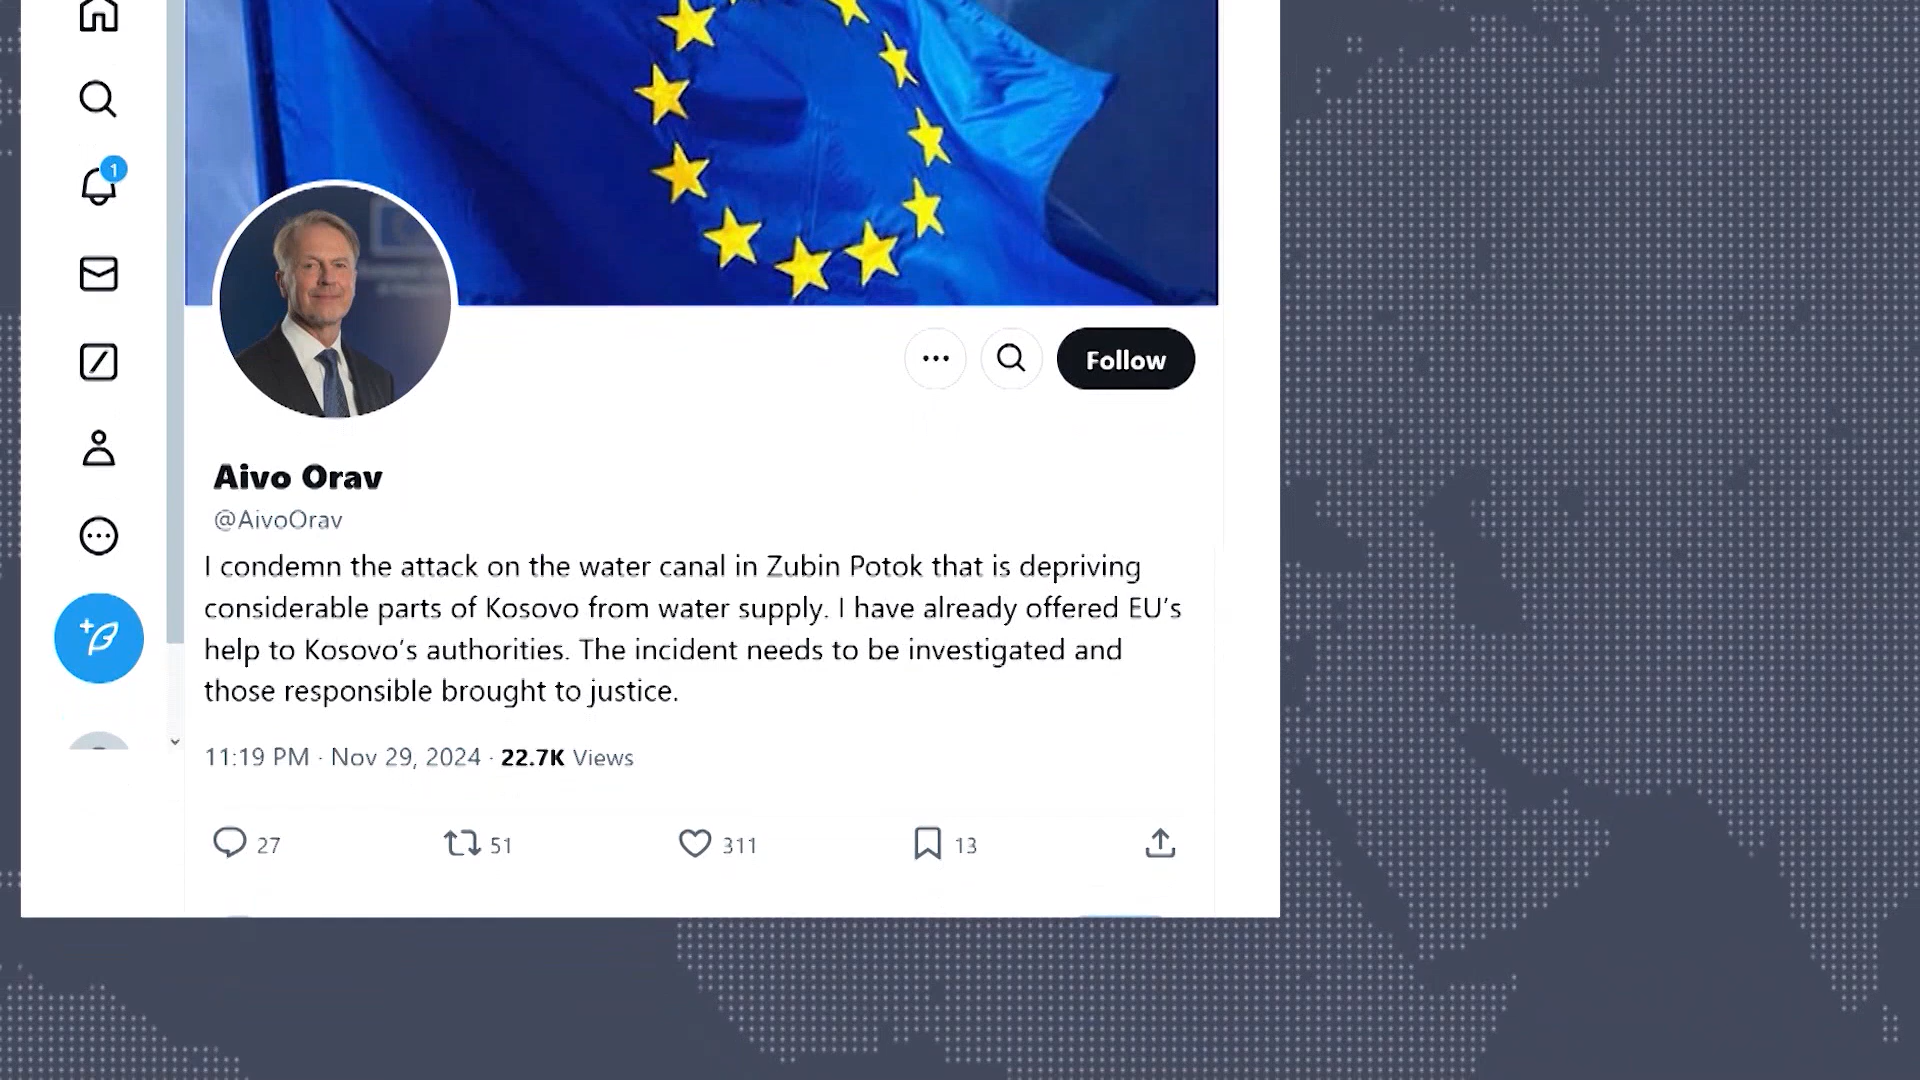 1
Follow
Aivo Orav
@AivoOrav
I condemn the attack on the water canal in Zubin Potok that is depriving
considerable parts of Kosovo from water supply. I have already offered EU’s
help to Kosovo’s authorities. The incident needs to be investigated and
those responsible brought to justice.
11:19 PM · Nov 29, 2024 · 22.7K Views
27 51 311 13